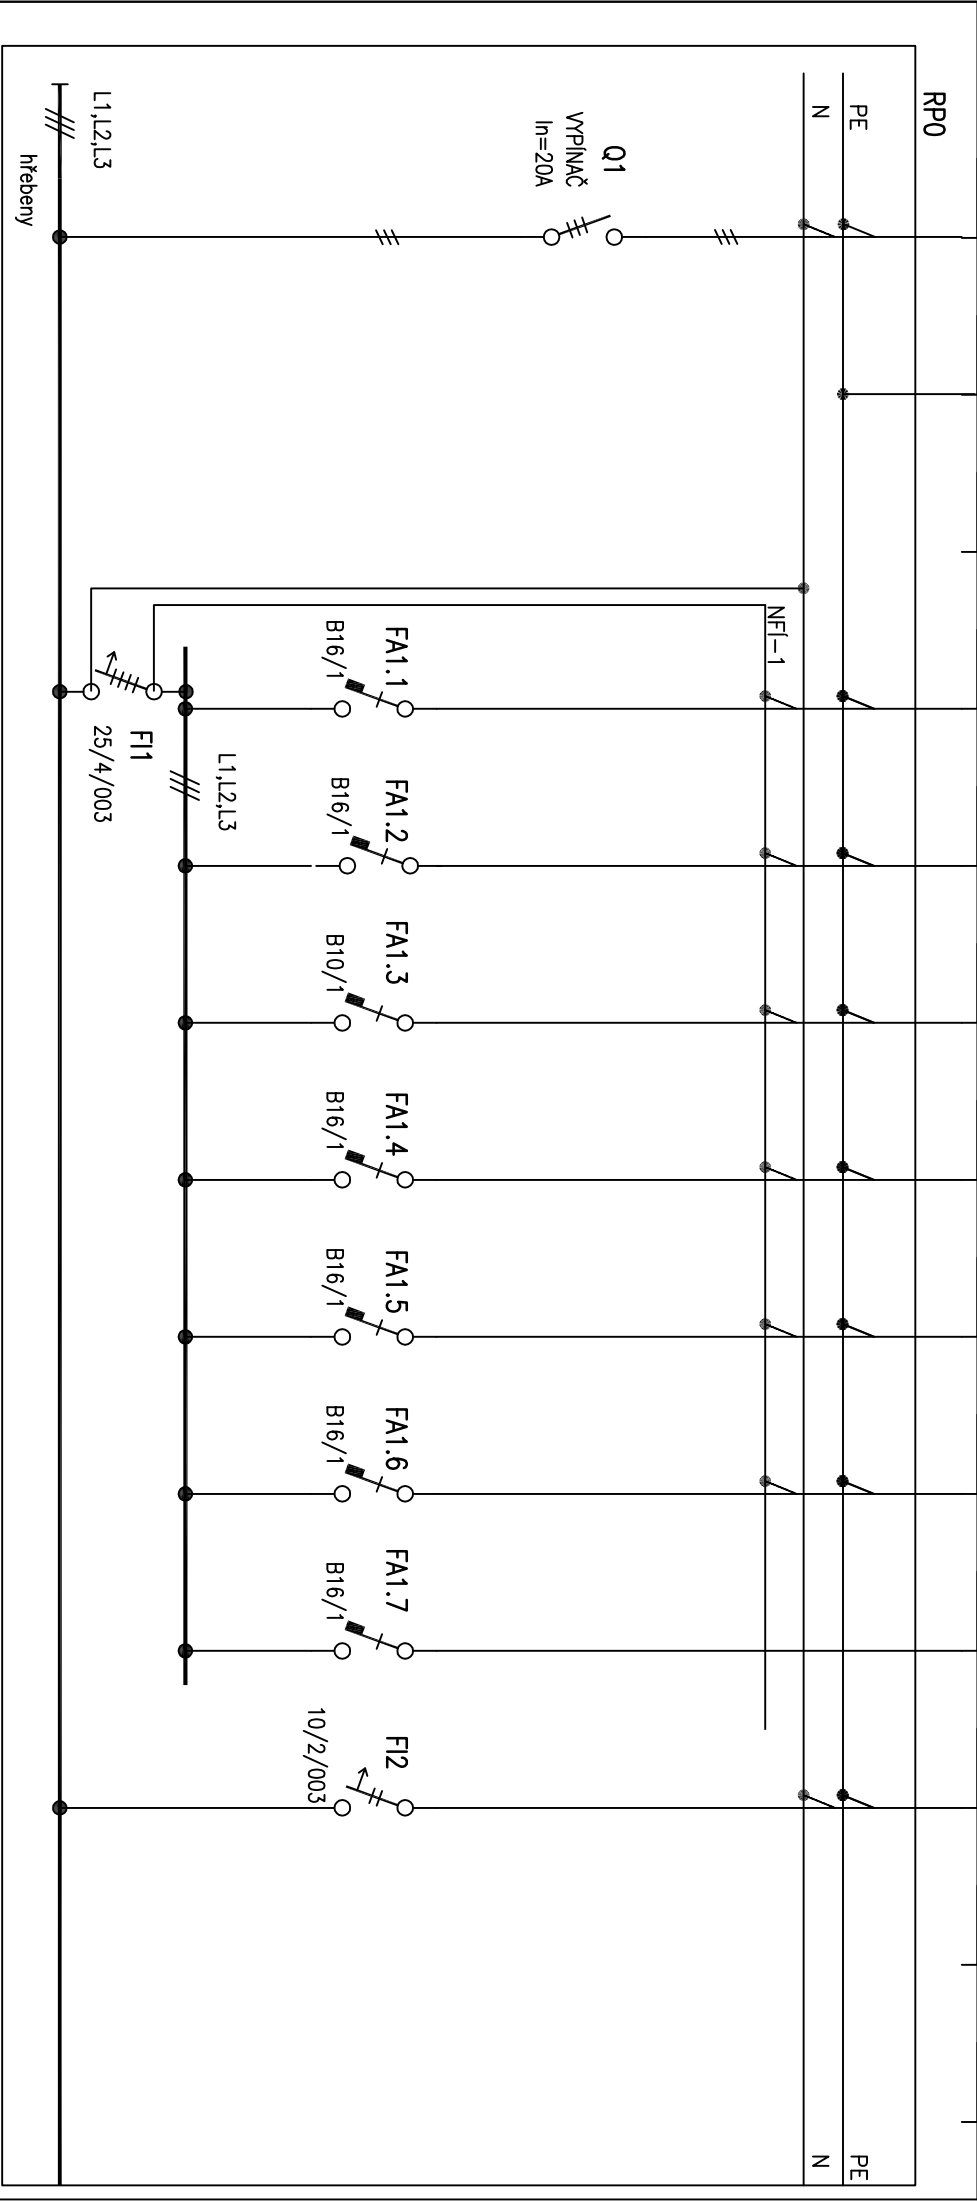 RP0
PE
N
Q1
VYPÍNAČ
In=20A
L1,L2,L3
hřebeny
NFÍ-1
FA1.1
B16/1
FI1
25/4/003
L1,L2,L3
FA1.2
B16/1
FA1.3
B10/1
FA1.4
B16/1
FA1.5
B16/1
FA1.6
B16/1
FA1.7
B16/1
FI2
10/2/003
PE
N